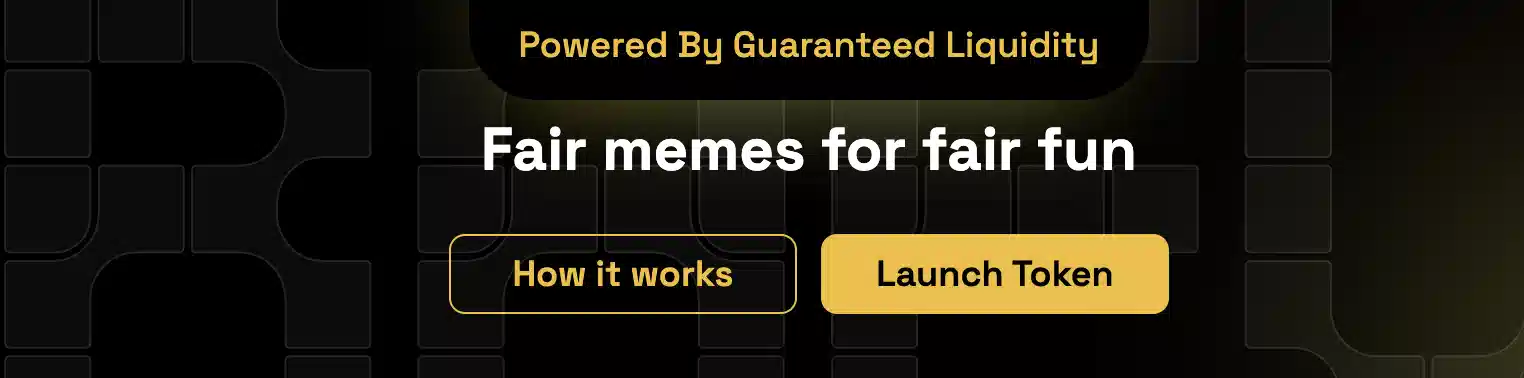 Powered By Guaranteed Liquidity
Fair memes for fair fun
How it works
Launch Token